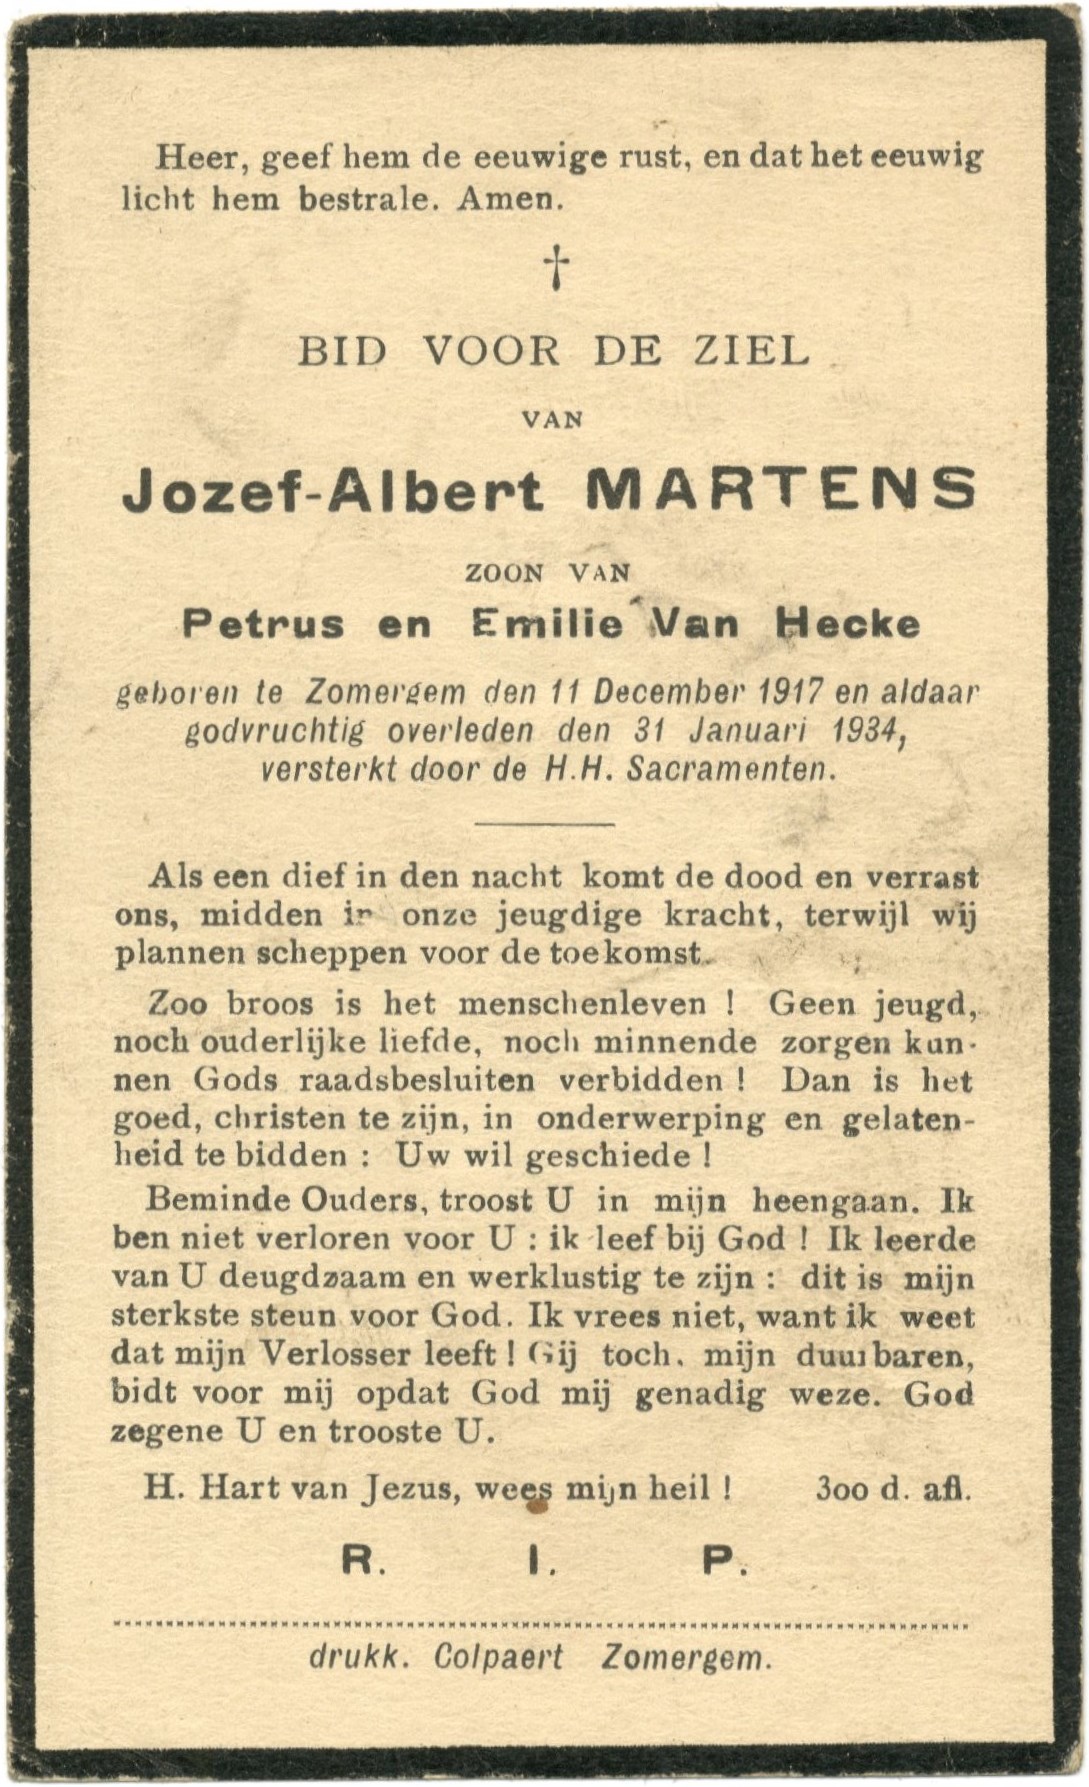 Heer, geef hem de eeuwige rust, en dat het eeuwig
licht hem bestrale. Amen.
†
BID VOOR DE ZIEL
VAN
Jozef-Albert MARTENS
ZOON VAN
Petrus en Emilie Van Hecke
geboren te Zomergem den 11 December 1917 en aldaar
godvruchtig overleden den 31 Januari 1934,
versterkt door de H.H. Sacramenten.
Als een dief in den nacht komt de dood en verrast
ons, midden in onze jeugdige kracht, terwijl wij
plannen scheppen voor de toekomst.
Zoo broos is het menschenleven ! Geen jeugd,
noch ouderlijke liefde, noch minnende zorgen kun-
nen Gods raadsbesluiten verbidden ! Dan is het
goed, christen te zijn, in onderwerping en gelaten-
heid te bidden : Uw wil geschiede !
Beminde Ouders, troost U in mijn heengaan. Ik
ben niet verloren voor U : ik leef bij God ! Ik leerde
van U deugdzaam en werklustig te zijn : dit is mijn
sterkste steun voor God. Ik vrees niet, want ik weet
dat mijn Verlosser leeft ! Gij toch, mijn duurbaren,
bidt voor mij opdat God mij genadig weze. God
zegene U en trooste U.
H. Hart van Jezus, wees mijn heil ! 300 d. afl.
R. I. P.
drukk. Colpaert Zomergem.